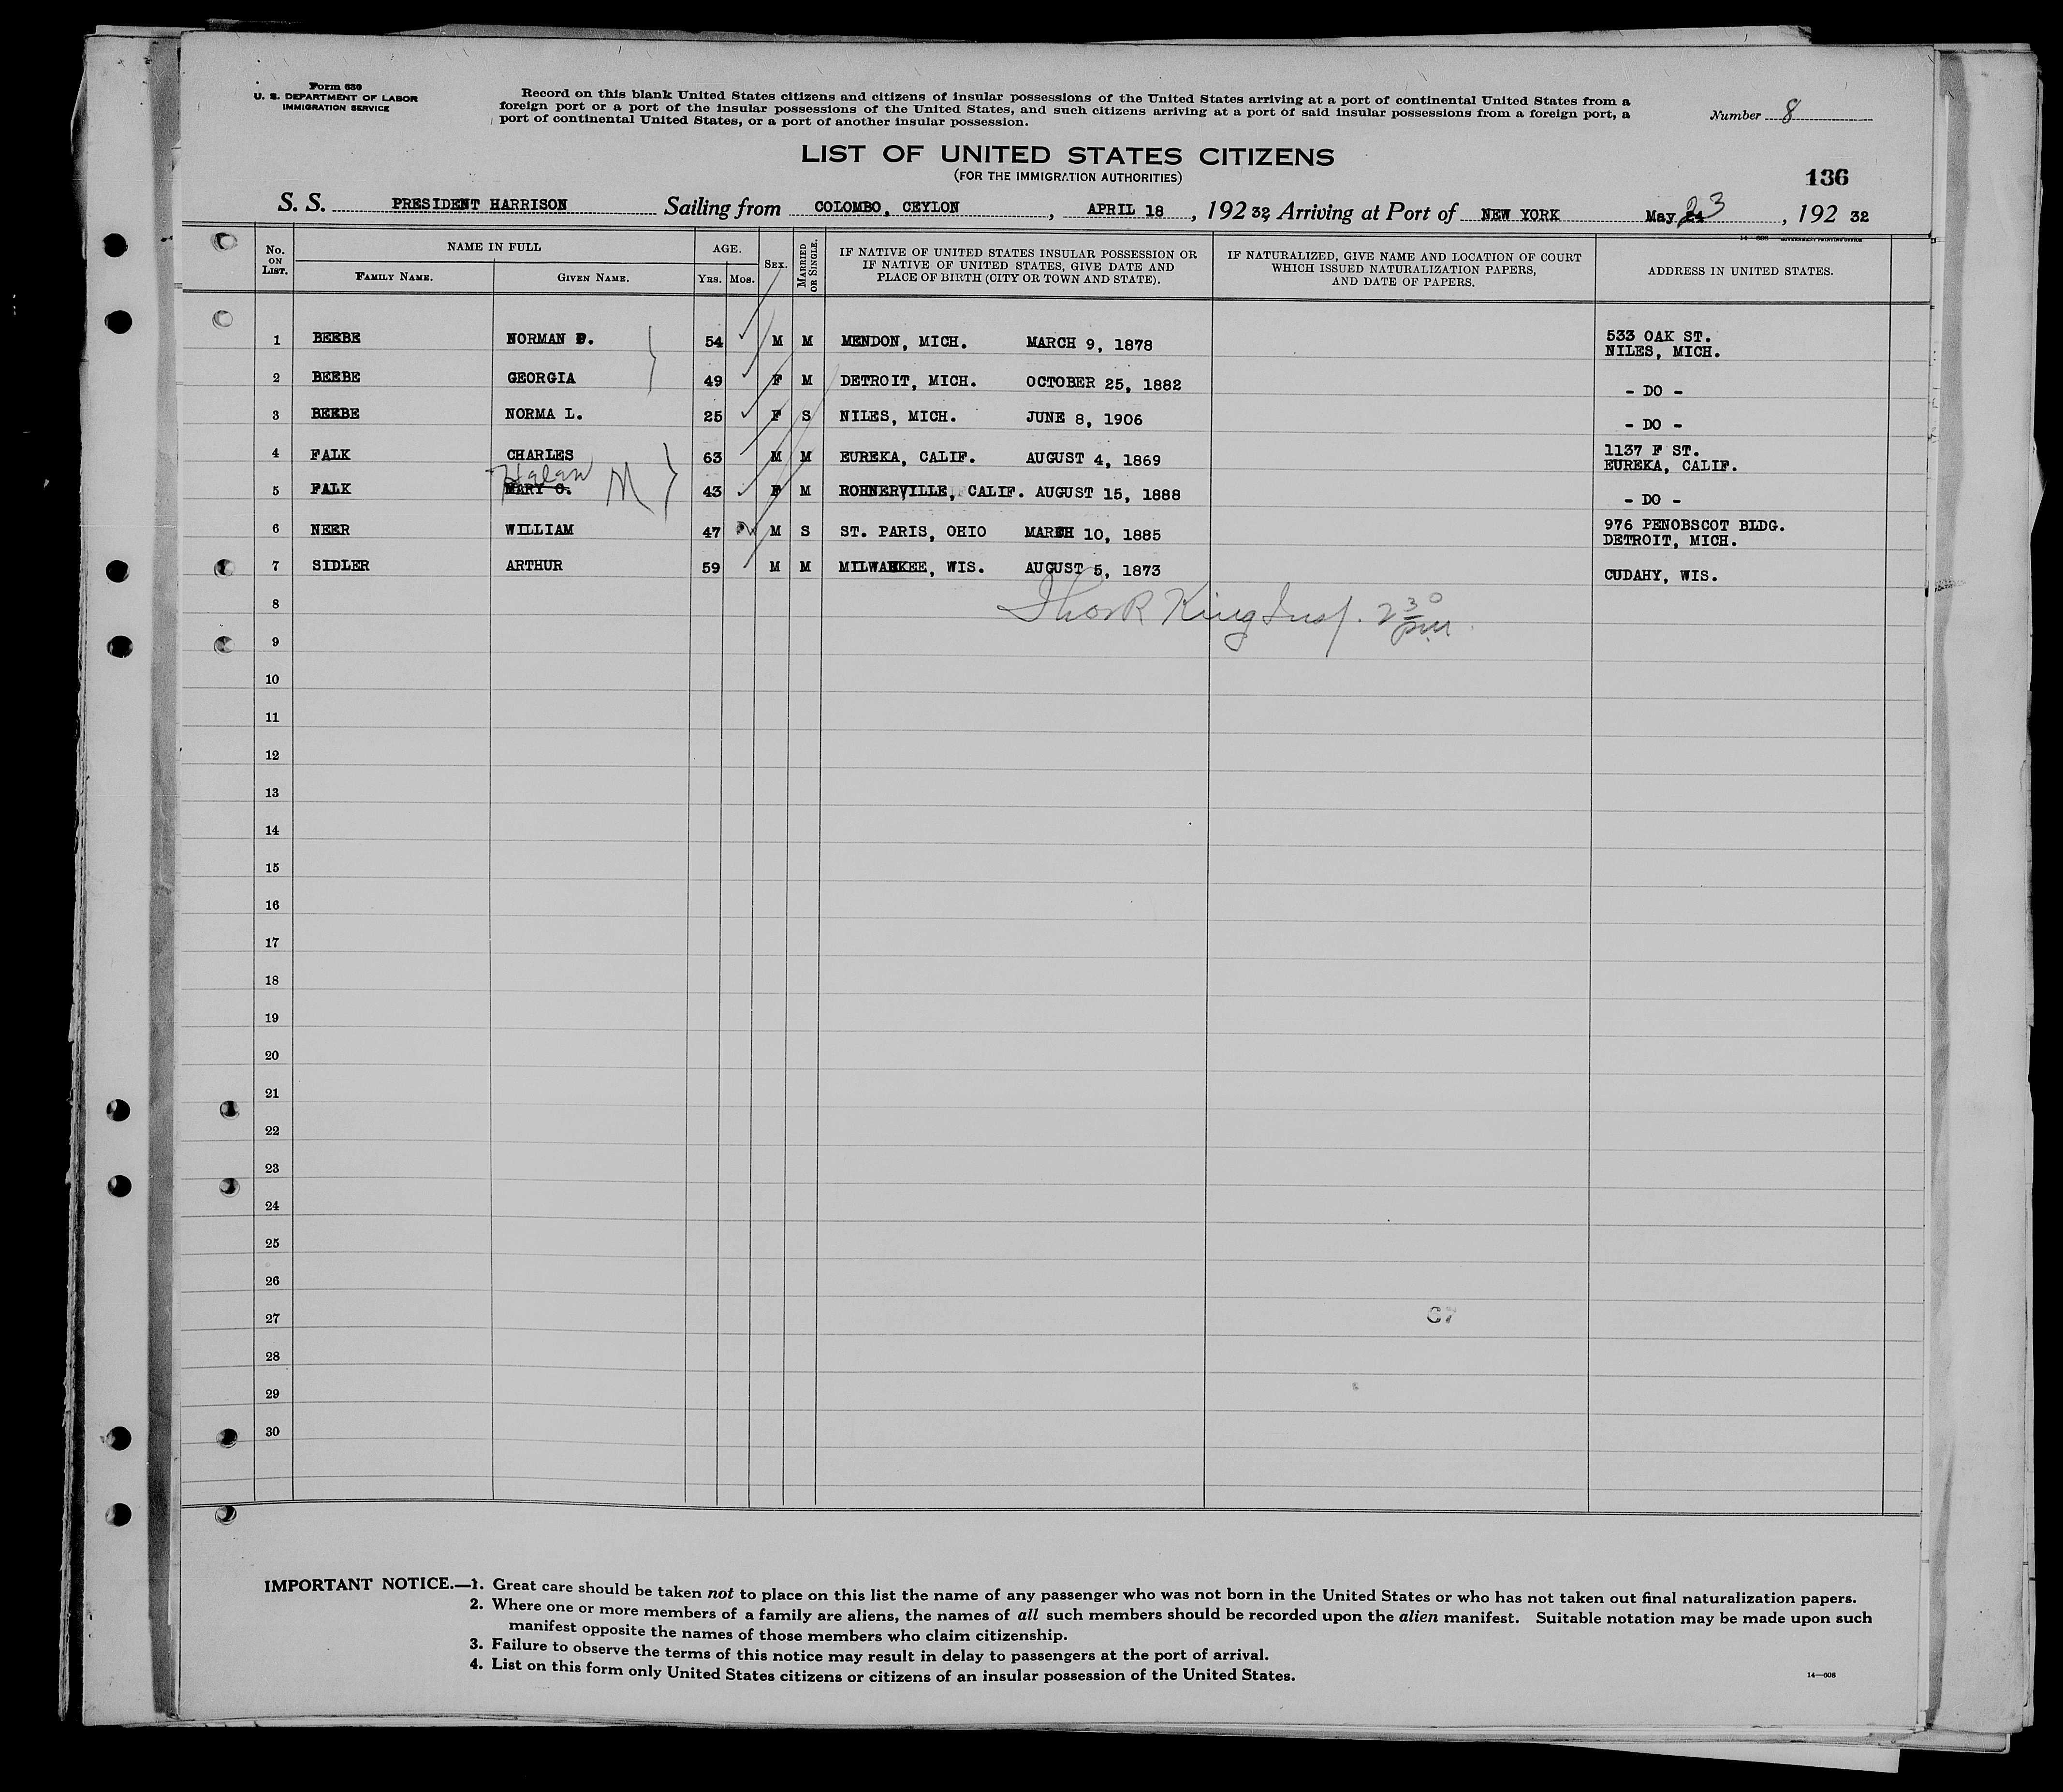 Form 630
U. S. DEPARTMENT OF LABOR
IMMIGRATION SERVICE
Record on this blank United States citizens and citizens of insular possessions of the United States arriving at a port of continental United States from a
foreign port or a port of the insular possessions of the United States, and such citizens arriving at a port of said insular possessions from a foreign port, a
port of continental United States, or a port of another insular possession.
Number 8
LIST OF UNITED STATES CITIZENS
(FOR THE IMMIGRATION AUTHORITIES)
136
S. S. PRESIDENT HARRISON Sailing from COLOMBO, CEYLON, APRIL 18, 192 32, Arriving at Port of NEW YORK May 24 23, 192 32
14—608 GOVERNMENT PRINTING OFFICE
No. ON LIST. NAME IN FULL FAMILY NAME. GIVEN NAME. AGE. YRS. MOS. SEX. MARRIED OR SINGLE. IF NATIVE OF UNITED STATES INSULAR POSSESSION OR IF NATIVE OF UNITED STATES, GIVE DATE AND PLACE OF BIRTH (CITY OR TOWN AND STATE). IF NATURALIZED, GIVE NAME AND LOCATION OF COURT WHICH ISSUED NATURALIZATION PAPERS, AND DATE OF PAPERS. ADDRESS IN UNITED STATES.
1 BEEBE NORMAN D. 54 M M MENDON, MICH. MARCH 9, 1878 533 OAK ST. NILES, MICH.
2 BEEBE GEORGIA 49 F M DETROIT, MICH. OCTOBER 25, 1882 - DO -
3 BEEBE NORMA L. 25 F S NILES, MICH. JUNE 8, 1906 - DO -
4 FALK CHARLES 63 M M EUREKA, CALIF. AUGUST 4, 1869 1137 F ST. EUREKA, CALIF.
Helen M
5 FALK MARY C. 43 F M ROHNERVILLE, CALIF. AUGUST 15, 1888 - DO -
6 NEER WILLIAM 47 M S ST. PARIS, OHIO MARCH 10, 1885 976 PENOBSCOT BLDG. DETROIT, MICH.
7 SIDLER ARTHUR 59 M M MILWAUKEE, WIS. AUGUST 5, 1873 CUDAHY, WIS.
8 Thos R King Insp. 2 30 pm
9
10
11
12
13
14
15
16
17
18
19
20
21
22
23
24
25
26
27
28
29
30
IMPORTANT NOTICE.—1. Great care should be taken not to place on this list the name of any passenger who was not born in the United States or who has not taken out final naturalization papers.
2. Where one or more members of a family are aliens, the names of all such members should be recorded upon the alien manifest. Suitable notation may be made upon such
manifest opposite the names of those members who claim citizenship.
3. Failure to observe the terms of this notice may result in delay to passengers at the port of arrival.
4. List on this form only United States citizens or citizens of an insular possession of the United States.
14—608